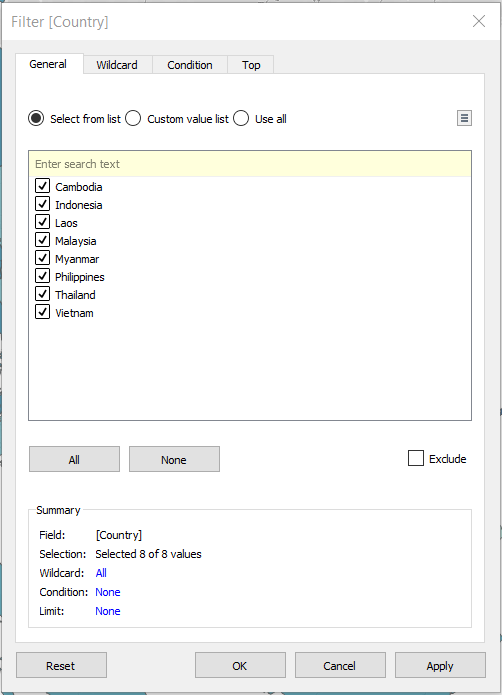 Filter [Country]
General Wildcard Condition Top
Select from list Custom value list Use all
Enter search text
Cambodia
Indonesia
Laos
Malaysia
Myanmar
Philippines
Thailand
Vietnam
All None Exclude
Summary
Field: [Country]
Selection: Selected 8 of 8 values
Wildcard: All
Condition: None
Limit: None
Reset OK Cancel Apply